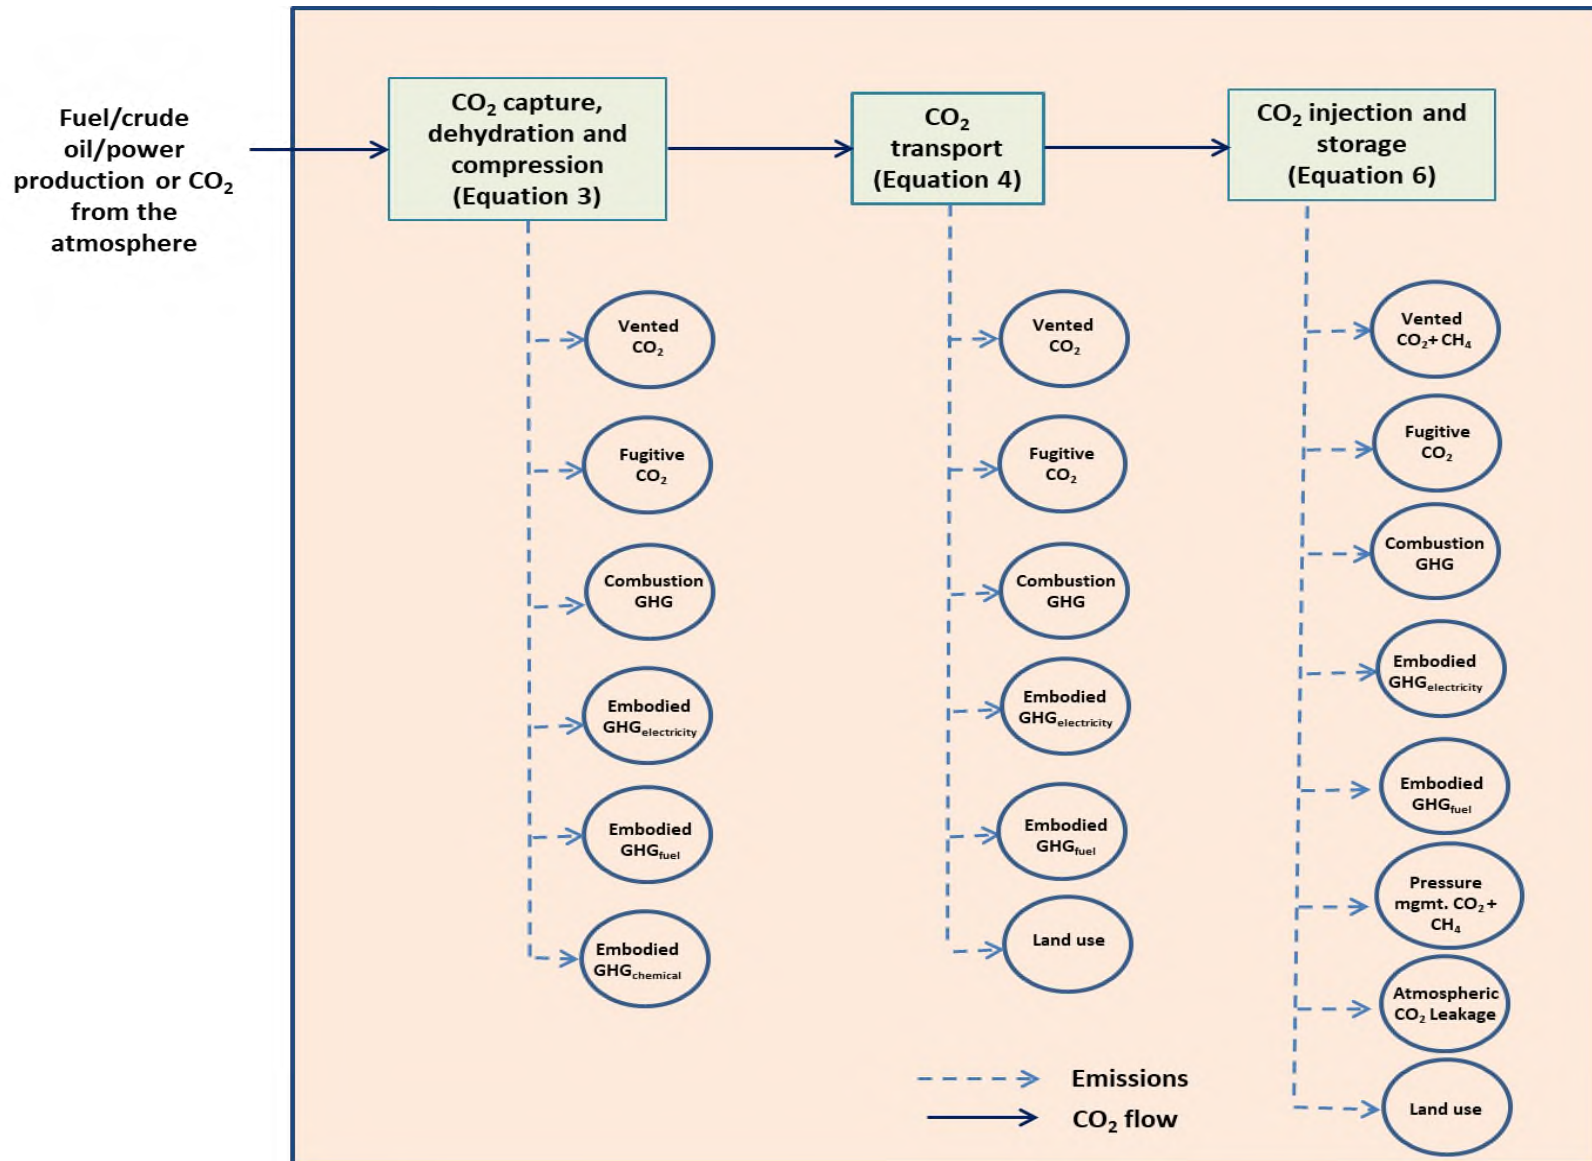 Fuel/crude
oil/power
production or CO₂
from the
atmosphere
CO₂ capture,
dehydration and
compression
(Equation 3)
CO₂
transport
(Equation 4)
CO₂ injection and
storage
(Equation 6)
Vented
CO₂
Fugitive
CO₂
Combustion
GHG
Embodied
GHGelectricity
Embodied
GHGfuel
Embodied
GHGchemical
Vented
CO₂
Fugitive
CO₂
Combustion
GHG
Embodied
GHGelectricity
Embodied
GHGfuel
Land use
Vented
CO₂+ CH₄
Fugitive
CO₂
Combustion
GHG
Embodied
GHGelectricity
Embodied
GHGfuel
Pressure
mgmt. CO₂ +
CH₄
Atmospheric
CO₂ Leakage
Land use
Emissions
CO₂ flow